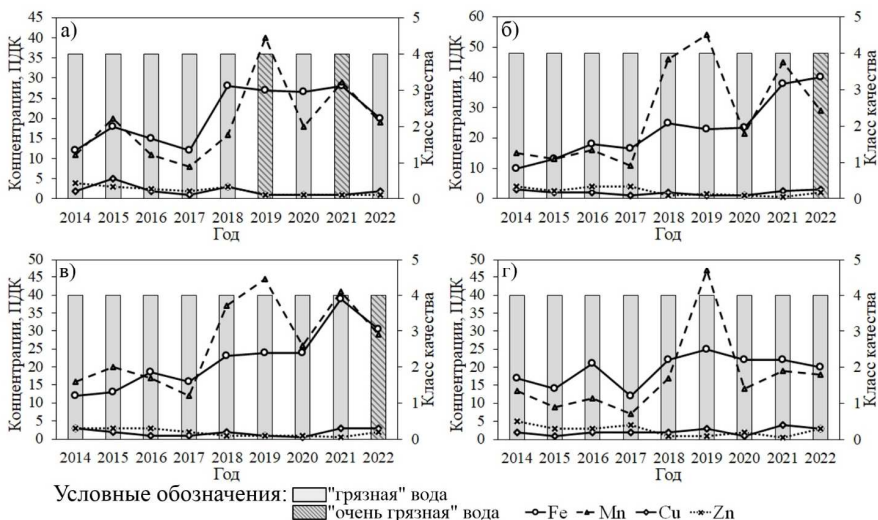 а)
Концентрации, ПДК
45
40
35
30
25
20
15
10
5
0
5
4
3
2
1
0
Класс качества
2014 2015 2016 2017 2018 2019 2020 2021 2022
Год
б)
Концентрации, ПДК
60
50
40
30
20
10
0
5
4
3
2
1
0
Класс качества
2014 2015 2016 2017 2018 2019 2020 2021 2022
Год
в)
Концентрации, ПДК
50
45
40
35
30
25
20
15
10
5
0
5
4
3
2
1
0
Класс качества
2014 2015 2016 2017 2018 2019 2020 2021 2022
Год
г)
Концентрации, ПДК
50
45
40
35
30
25
20
15
10
5
0
5
4
3
2
1
0
Класс качества
2014 2015 2016 2017 2018 2019 2020 2021 2022
Год
Условные обозначения: "грязная" вода
"очень грязная" вода Fe Mn Cu Zn